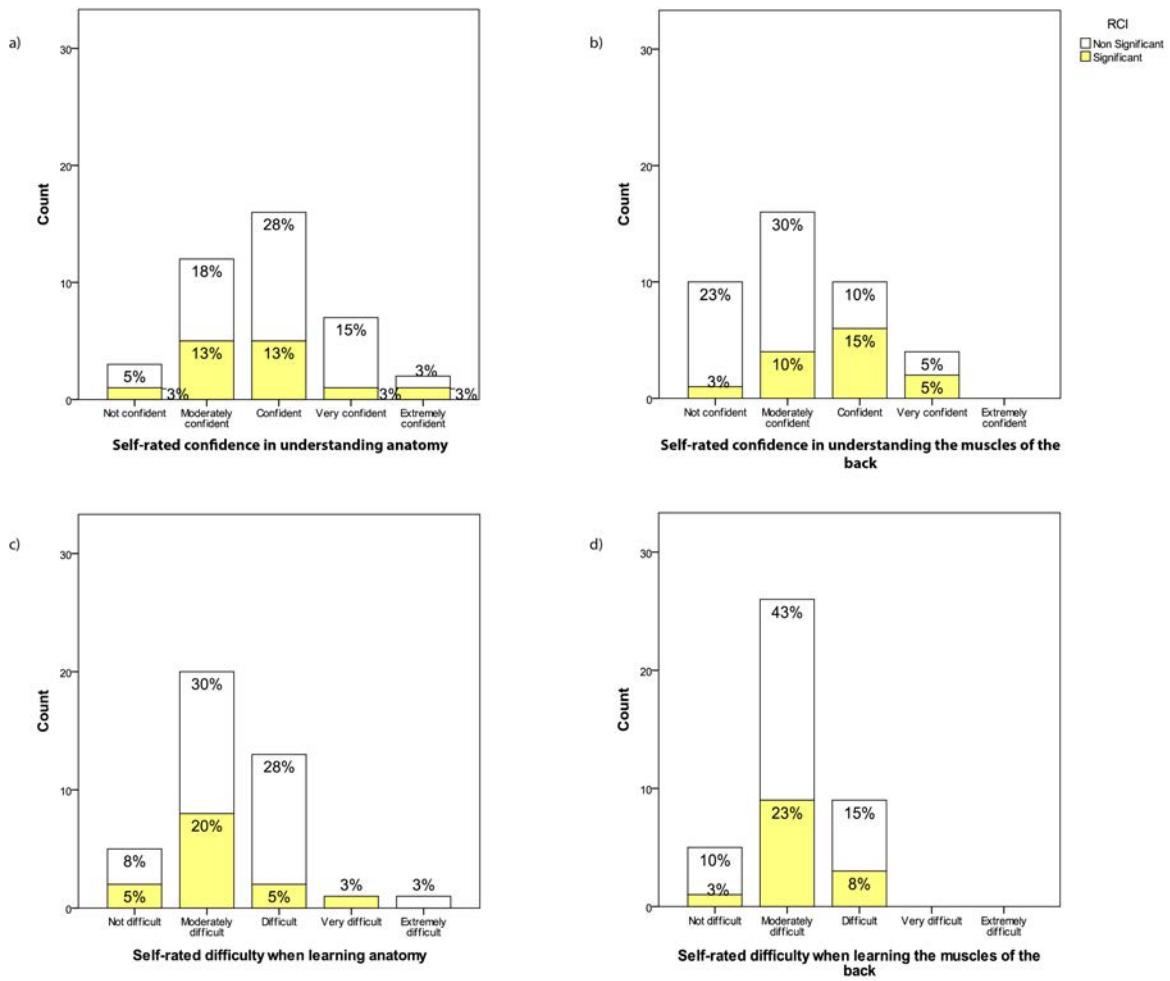 a)
Count
30
20
10
0
28%
18%
15%
13%
13%
5%
3%
3%
3%
3%
Not confident
Moderately confident
Confident
Very confident
Extremely confident
Self-rated confidence in understanding anatomy
b)
Count
30
20
10
0
30%
23%
10%
15%
10%
5%
5%
3%
Not confident
Moderately confident
Confident
Very confident
Extremely confident
Self-rated confidence in understanding the muscles of the
back
RCI
Non Significant
Significant
c)
Count
30
20
10
0
30%
28%
20%
8%
5%
5%
3%
3%
Not difficult
Moderately difficult
Difficult
Very difficult
Extremely difficult
Self-rated difficulty when learning anatomy
d)
Count
30
20
10
0
43%
23%
15%
10%
3%
8%
Not difficult
Moderately difficult
Difficult
Very difficult
Extremely difficult
Self-rated difficulty when learning the muscles of the
back